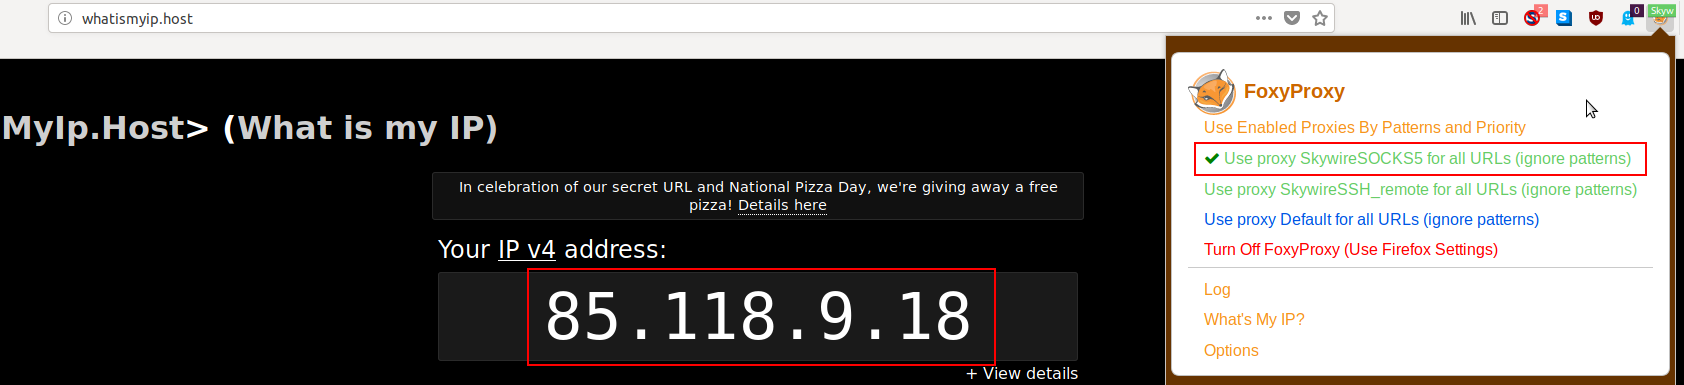 whatismyip.host
2
0
Skyw
MyIp.Host> (What is my IP)
In celebration of our secret URL and National Pizza Day, we're giving away a free
pizza! Details here
Your IP v4 address:
85.118.9.18
+ View details
FoxyProxy
Use Enabled Proxies By Patterns and Priority
Use proxy SkywireSOCKS5 for all URLs (ignore patterns)
Use proxy SkywireSSH_remote for all URLs (ignore patterns)
Use proxy Default for all URLs (ignore patterns)
Turn Off FoxyProxy (Use Firefox Settings)
Log
What's My IP?
Options